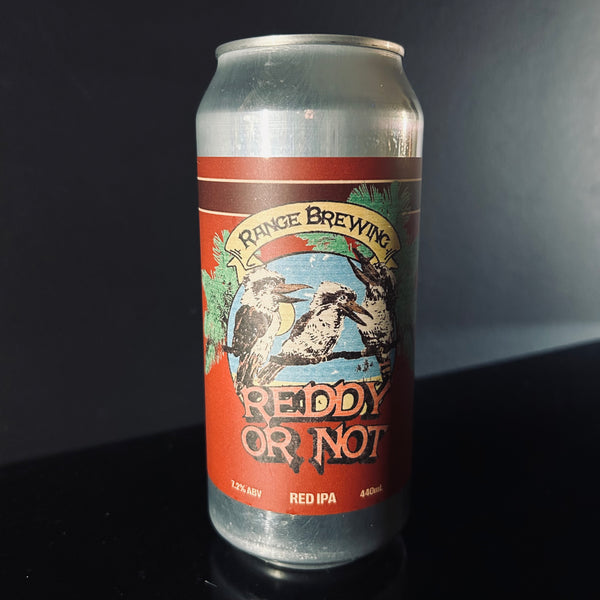 RANGE BREWING
REDDY
OR NOT
7.2% ABV RED IPA 440mL